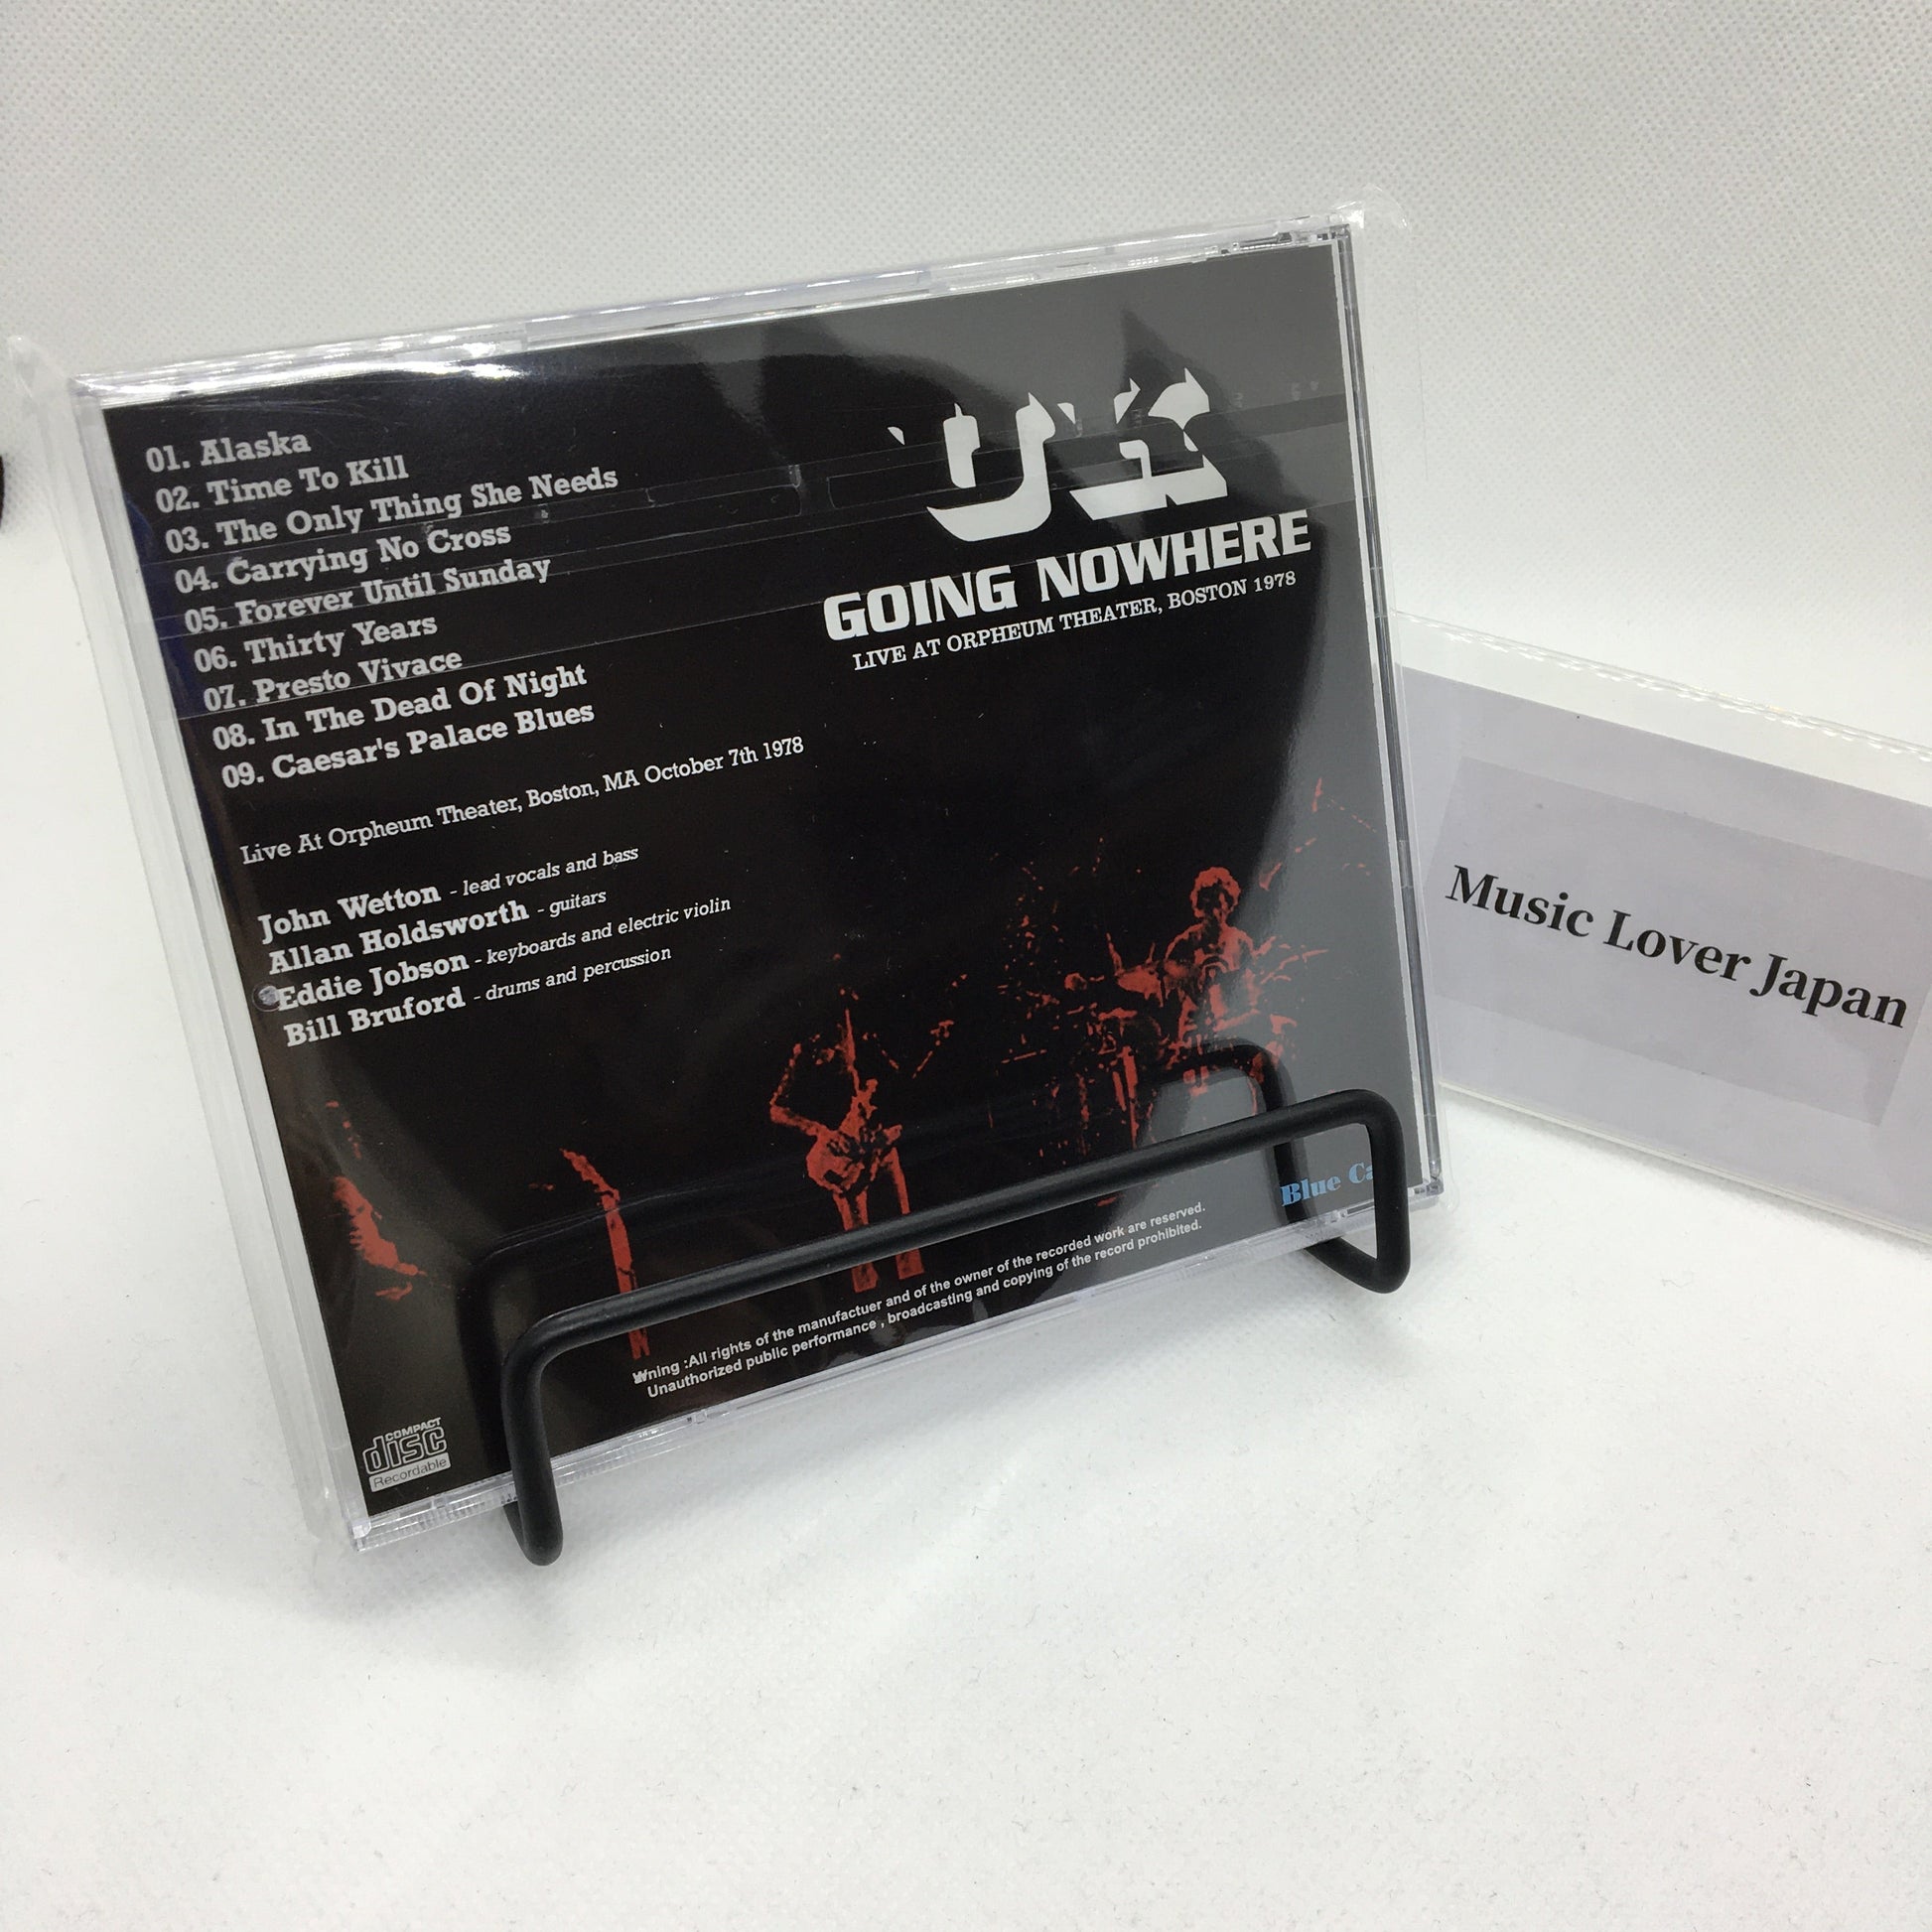 01. Alaska
02. Time To Kill
03. The Only Thing She Needs
04. Carrying No Cross
05. Forever Until Sunday
06. Thirty Years
07. Presto Vivace
08. In The Dead Of Night
09. Caesar's Palace Blues
Live At Orpheum Theater, Boston, MA October 7th 1978
John Wetton - lead vocals and bass
Allan Holdsworth - guitars
Eddie Jobson - keyboards and electric violin
Bill Bruford - drums and percussion
UK
GOING NOWHERE
LIVE AT ORPHEUM THEATER, BOSTON 1978
Blue
:All rights of the manufactuer and of the owner of the recorded work are reserved.
Unauthorized public performance , broadcasting and copying of the record prohibited.
COMPACT
disc
Recordable
Music Lover Japan